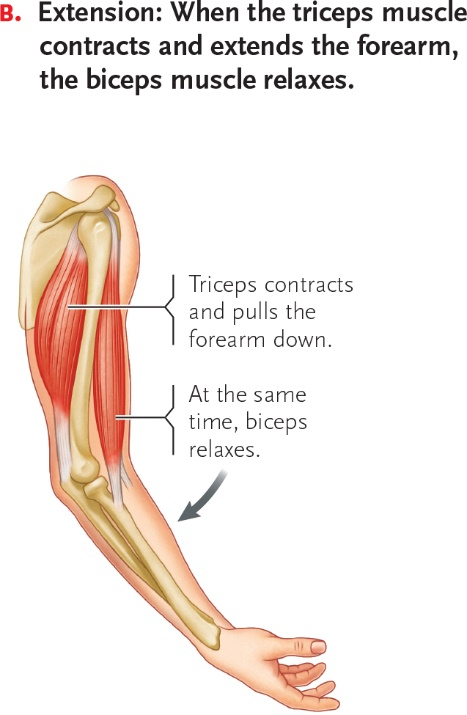 B. Extension: When the triceps muscle
contracts and extends the forearm,
the biceps muscle relaxes.
Triceps contracts
and pulls the
forearm down.
At the same
time, biceps
relaxes.